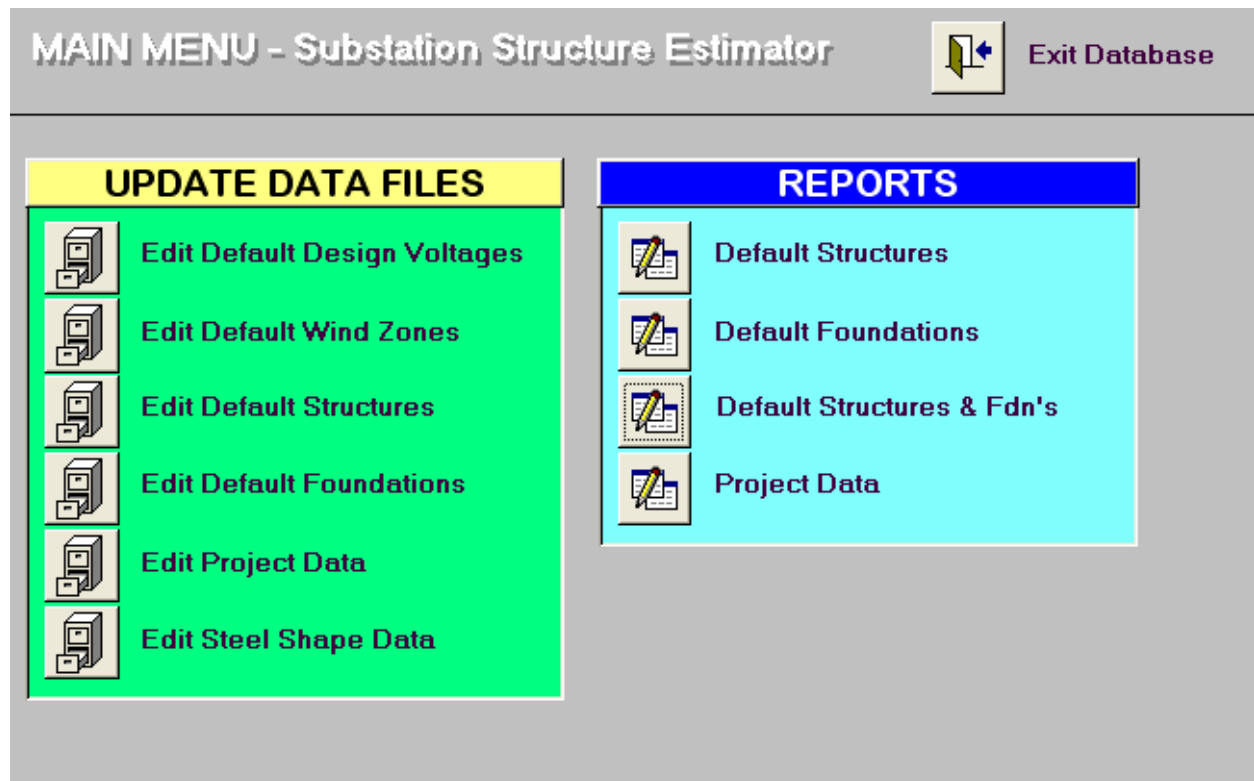 MAIN MENU - Substation Structure Estimator
Exit Database
UPDATE DATA FILES
Edit Default Design Voltages
Edit Default Wind Zones
Edit Default Structures
Edit Default Foundations
Edit Project Data
Edit Steel Shape Data
REPORTS
Default Structures
Default Foundations
Default Structures & Fdn's
Project Data